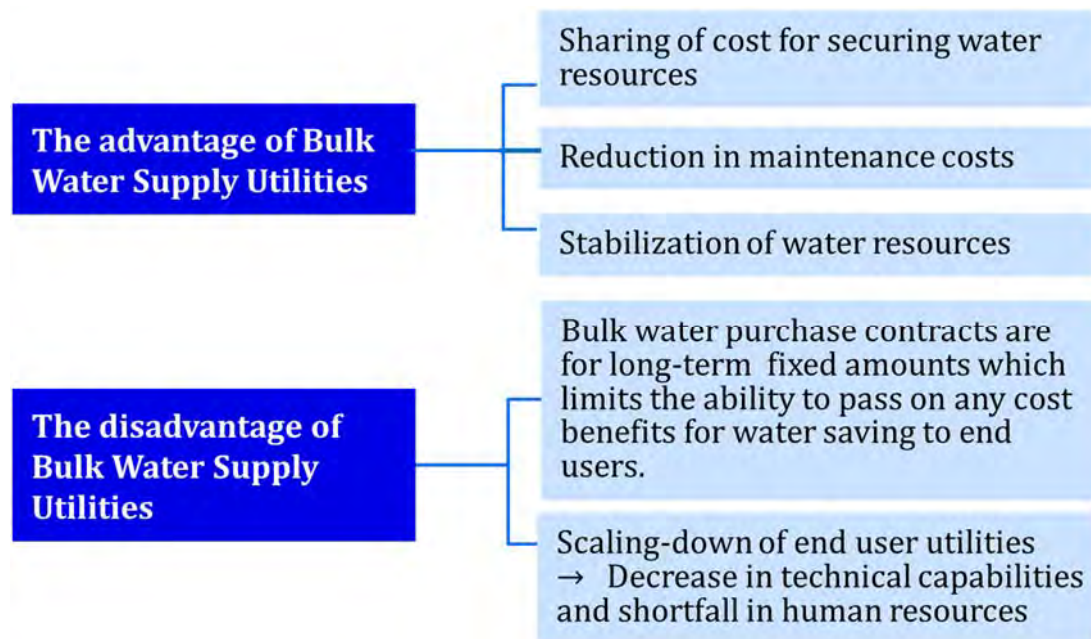 Sharing of cost for securing water
resources
The advantage of Bulk
Water Supply Utilities
Reduction in maintenance costs
Stabilization of water resources
Bulk water purchase contracts are
for long-term fixed amounts which
limits the ability to pass on any cost
benefits for water saving to end
users.
The disadvantage of
Bulk Water Supply
Utilities
Scaling-down of end user utilities
→ Decrease in technical capabilities
and shortfall in human resources